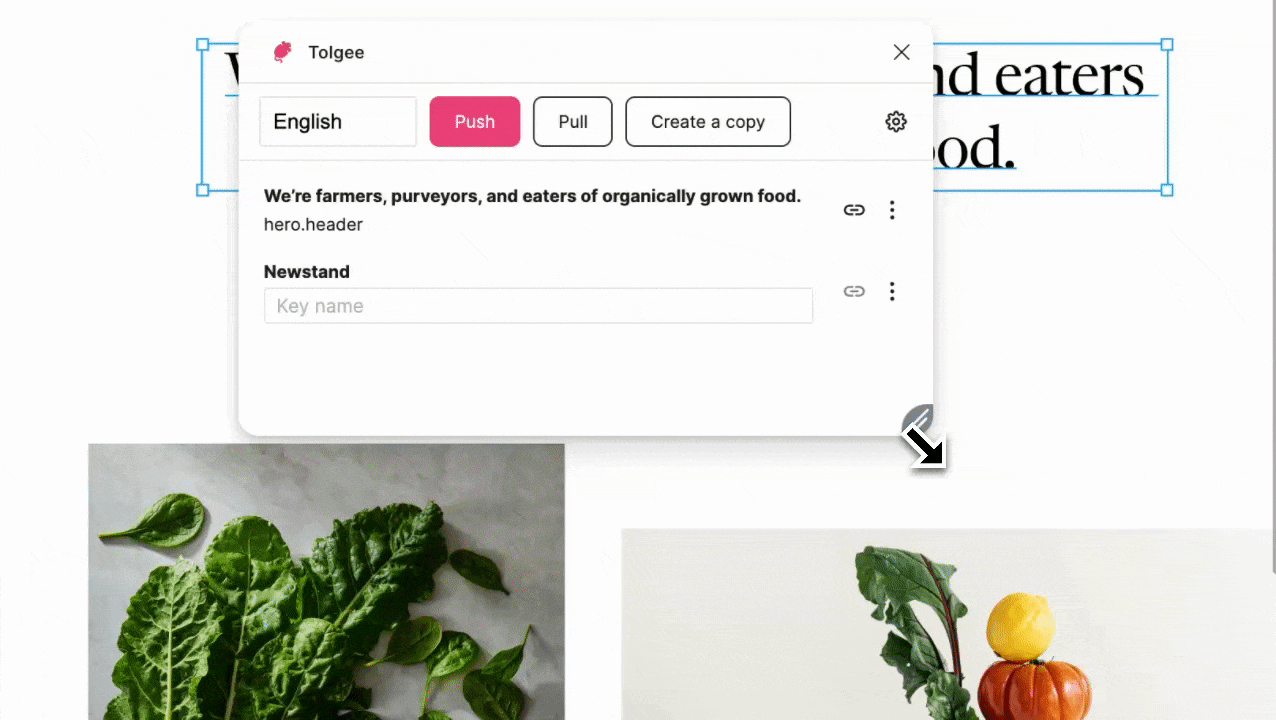 Tolgee
nd eaters
English
Push
Pull
Create a copy
ood.
We’re farmers, purveyors, and eaters of organically grown food.
hero.header
Newstand
Key name